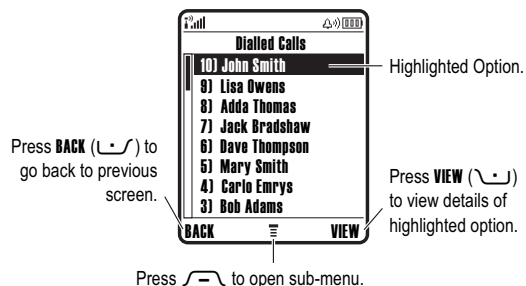 Dialled Calls
10) John Smith
9) Lisa Owens
8) Adda Thomas
7) Jack Bradshaw
6) Dave Thompson
5) Mary Smith
4) Carlo Emrys
3) Bob Adams
BACK
VIEW
Highlighted Option.
Press BACK ( ) to
go back to previous
screen.
Press VIEW ( )
to view details of
highlighted option.
Press to open sub-menu.